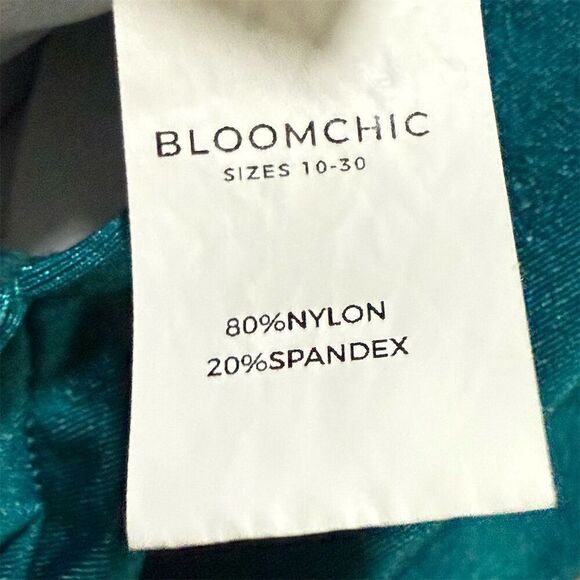 BLOOMCHIC
SIZES 10-30
80%NYLON
20%SPANDEX